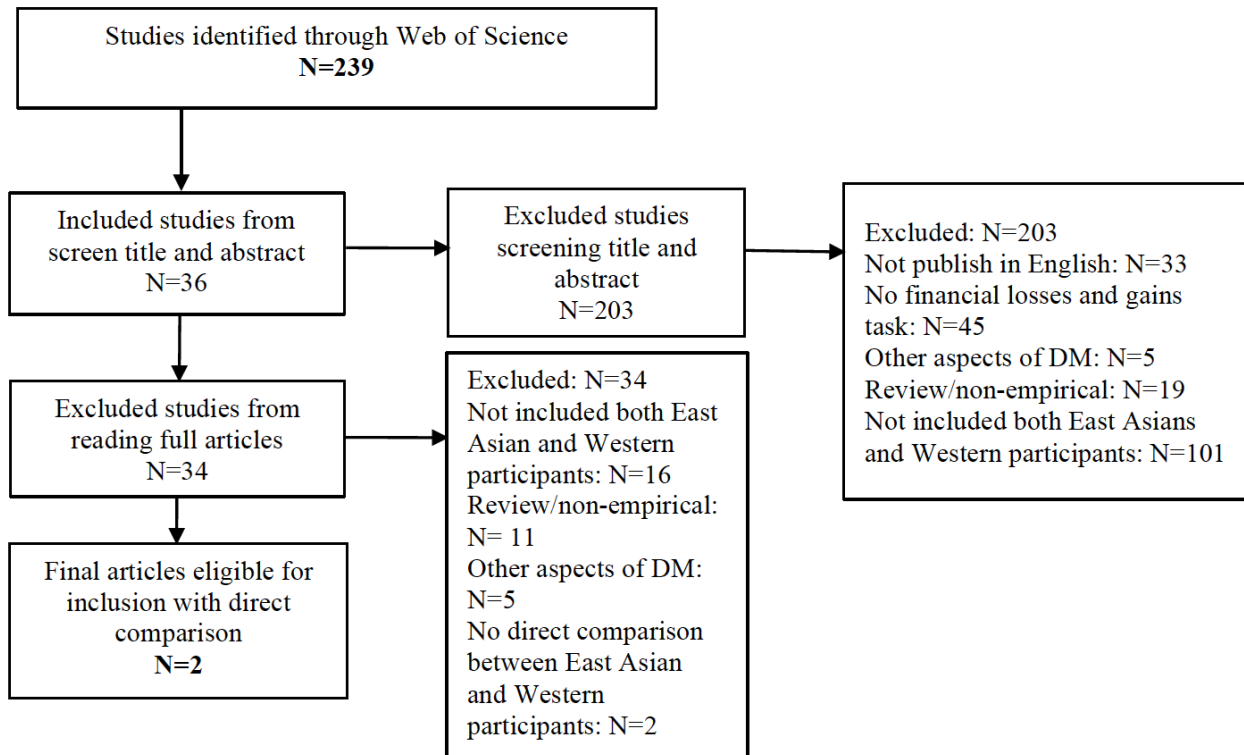 Studies identified through Web of Science
N=239
Included studies from
screen title and abstract
N=36
Excluded studies
screening title and
abstract
N=203
Excluded: N=203
Not publish in English: N=33
No financial losses and gains
task: N=45
Other aspects of DM: N=5
Review/non-empirical: N=19
Not included both East Asians
and Western participants: N=101
Excluded studies from
reading full articles
N=34
Excluded: N=34
Not included both East
Asian and Western
participants: N=16
Review/non-empirical:
N= 11
Other aspects of DM:
N=5
No direct comparison
between East Asian
and Western
participants: N=2
Final articles eligible for
inclusion with direct
comparison
N=2